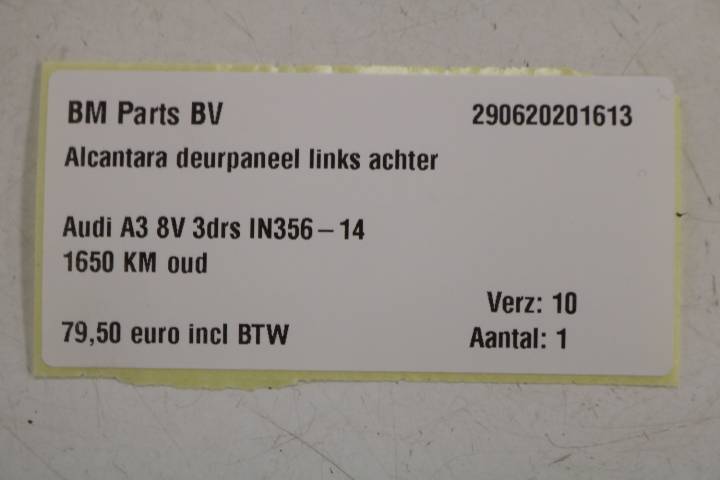 BM Parts BV 290620201613
Alcantara deurpaneel links achter
Audi A3 8V 3drs IN356-14
1650 KM oud
Verz: 10
79,50 euro incl BTW Aantal: 1